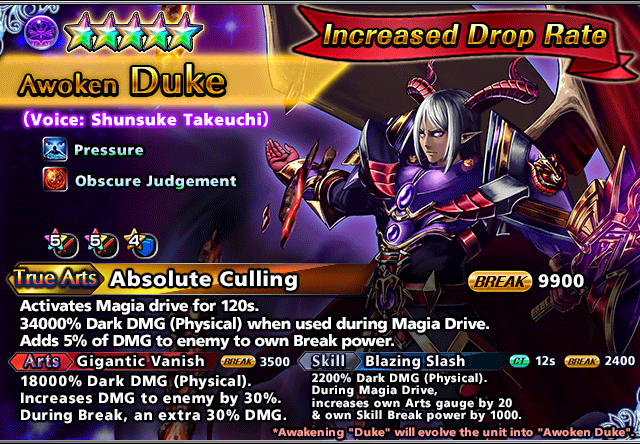 Increased Drop Rate
Awoken Duke
(Voice: Shunsuke Takeuchi)
Pressure
Obscure Judgement
5 5 4
True Arts Absolute Culling BREAK 9900
Activates Magia drive for 120s.
34000% Dark DMG (Physical) when used during Magia Drive.
Adds 5% of DMG to enemy to own Break power.
Arts Gigantic Vanish BREAK 3500
18000% Dark DMG (Physical).
Increases DMG to enemy by 30%.
During Break, an extra 30% DMG.
Skill Blazing Slash CT 12s BREAK 2400
2200% Dark DMG (Physical).
During Magia Drive,
increases own Arts gauge by 20
& own Skill Break power by 1000.
*Awakening "Duke" will evolve the unit into "Awoken Duke".